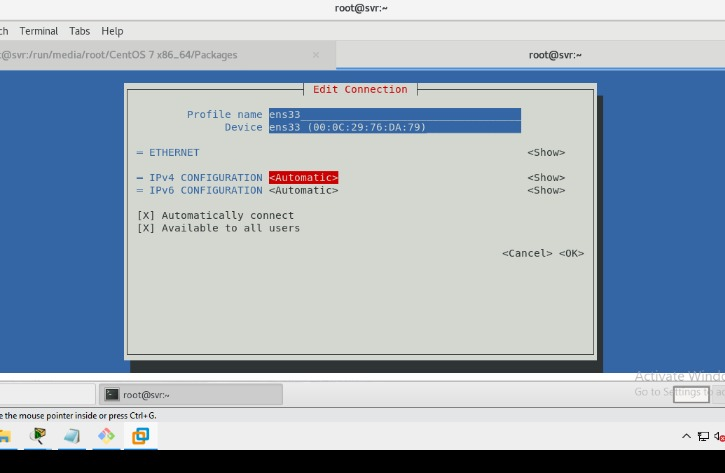 root@svr:~
ch Terminal Tabs Help
t@svr:/run/media/root/CentOS 7 x86_64/Packages × root@svr:~
Edit Connection
Profile name ens33
Device ens33 (00:0C:29:76:DA:79)
═ ETHERNET <Show>
═ IPv4 CONFIGURATION <Automatic> <Show>
═ IPv6 CONFIGURATION <Automatic> <Show>
[X] Automatically connect
[X] Available to all users
<Cancel> <OK>
Activate Windo
root@svr:~
Go to Settings to ac
e the mouse pointer inside or press Ctrl+G.